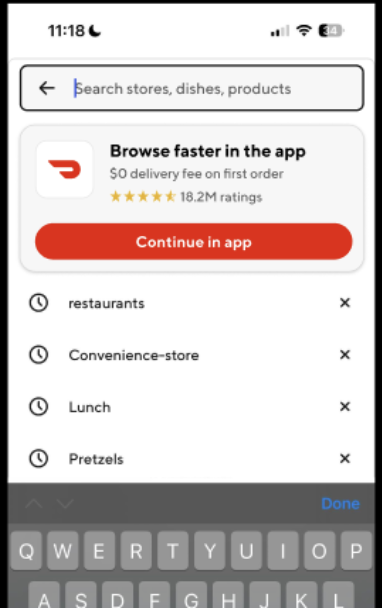 11:18
34
Search stores, dishes, products
Browse faster in the app
$0 delivery fee on first order
18.2M ratings
Continue in app
restaurants
Convenience-store
Lunch
Pretzels
Done
Q W E R T Y U I O P
A S D F G H J K L